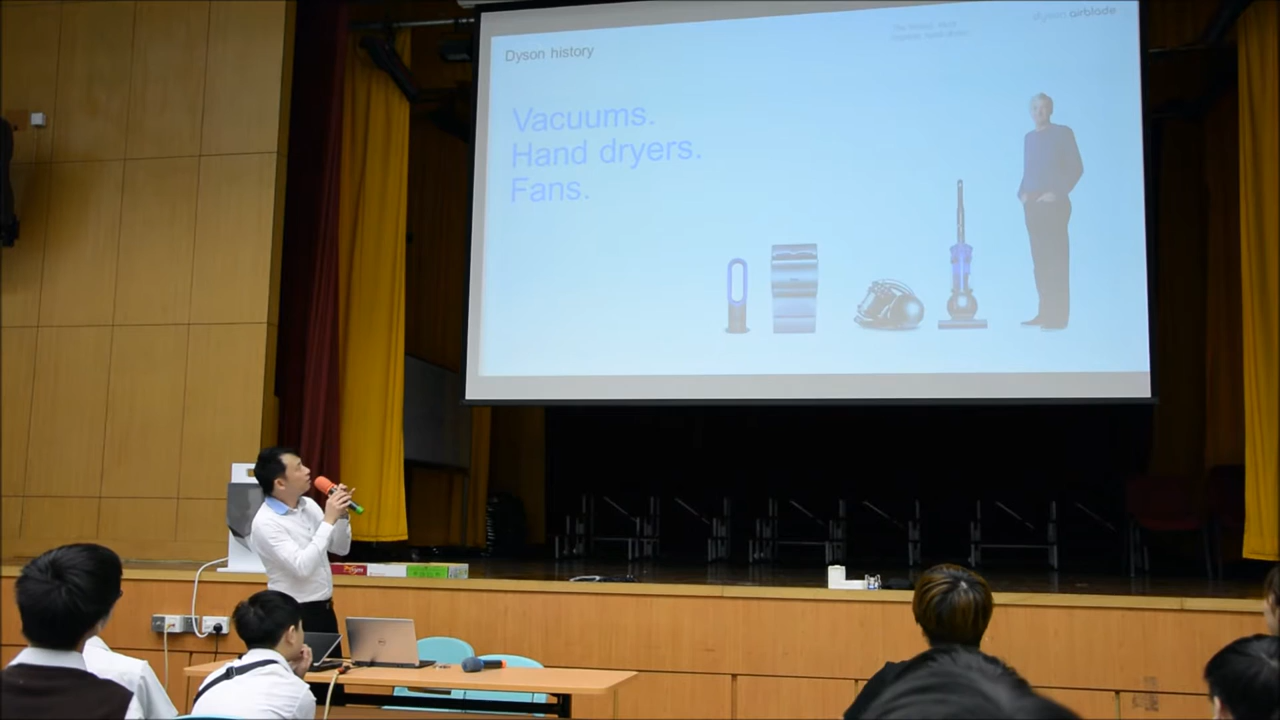 dyson airblade
Dyson history
Vacuums.
Hand dryers.
Fans.